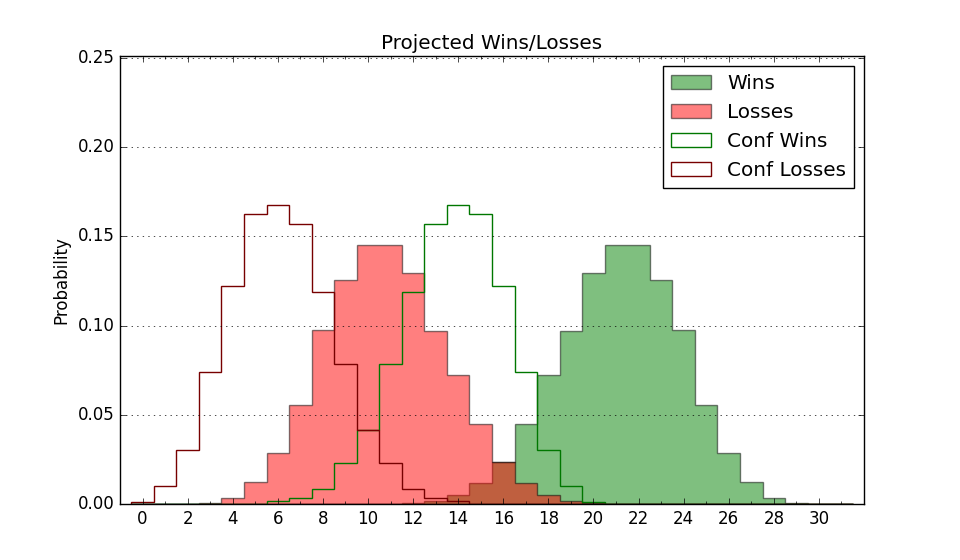 Projected Wins/Losses
0.25
0.20
0.15
0.10
0.05
0.00
Probability
Wins
Losses
Conf Wins
Conf Losses
0 2 4 6 8 10 12 14 16 18 20 22 24 26 28 30